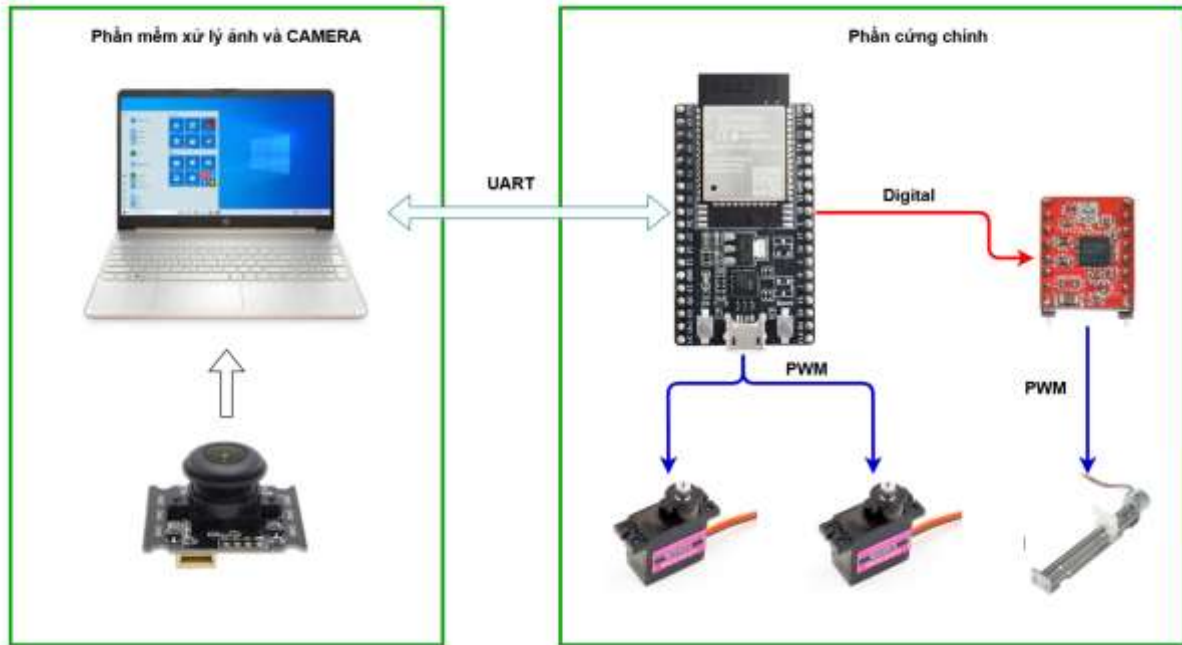 Phần mềm xử lý ảnh và CAMERA
Phần cứng chính
UART
Digital
PWM
PWM